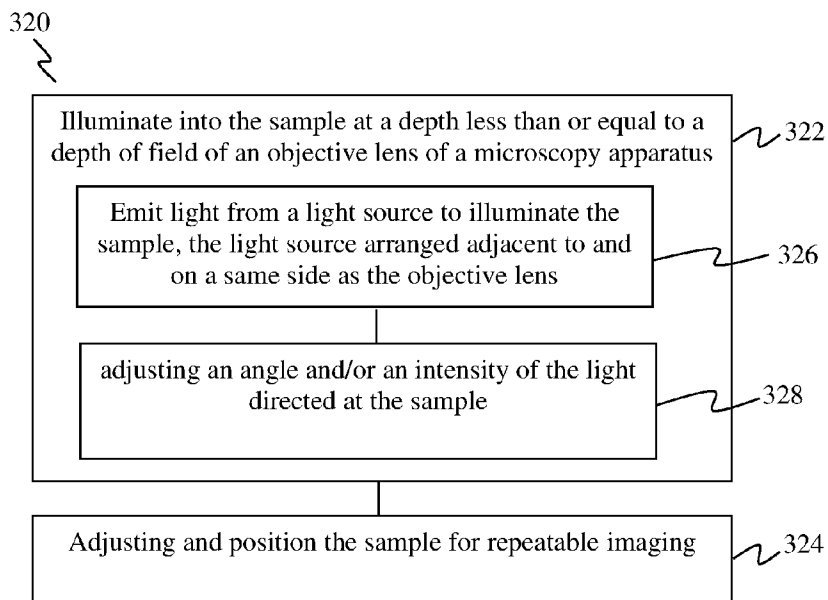 320
Illuminate into the sample at a depth less than or equal to a
depth of field of an objective lens of a microscopy apparatus
322
Emit light from a light source to illuminate the
sample, the light source arranged adjacent to and
on a same side as the objective lens
326
adjusting an angle and/or an intensity of the light
directed at the sample
328
Adjusting and position the sample for repeatable imaging
324